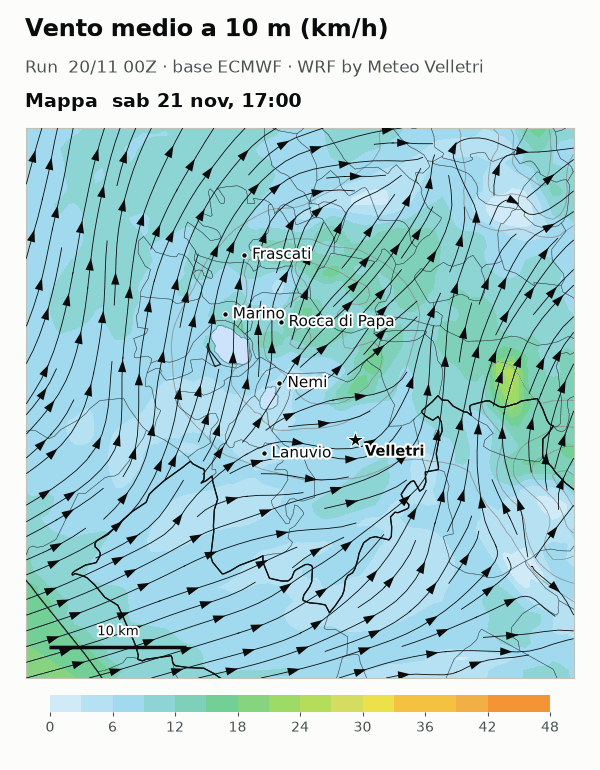 Vento medio a 10 m (km/h)
Run  20/11 00Z · base ECMWF · WRF by Meteo Velletri
Mappa  sab 21 nov, 17:00
Frascati
Marino
Rocca di Papa
Nemi
Velletri
Lanuvio
10 km
0 6 12 18 24 30 36 42 48